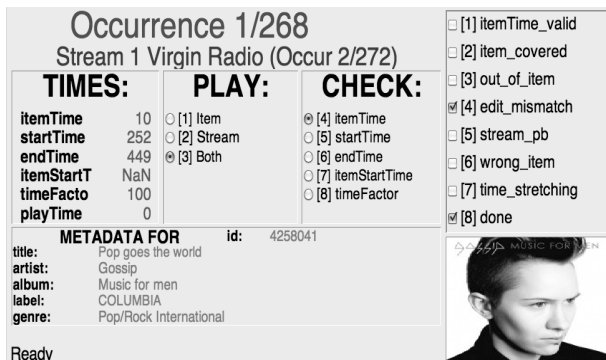 Occurrence 1/268
Stream 1 Virgin Radio (Occur 2/272)
TIMES:
itemTime 10
startTime 252
endTime 449
itemStartT NaN
timeFacto 100
playTime 0
PLAY:
[1] Item
[2] Stream
[3] Both
CHECK:
[4] itemTime
[5] startTime
[6] endTime
[7] itemStartTime
[8] timeFactor
METADATA FOR id: 4258041
title: Pop goes the world
artist: Gossip
album: Music for men
label: COLUMBIA
genre: Pop/Rock International
Ready
[1] itemTime_valid
[2] item_covered
[3] out_of_item
[4] edit_mismatch
[5] stream_pb
[6] wrong_item
[7] time_stretching
[8] done
GOSSIP MUSIC FOR MEN